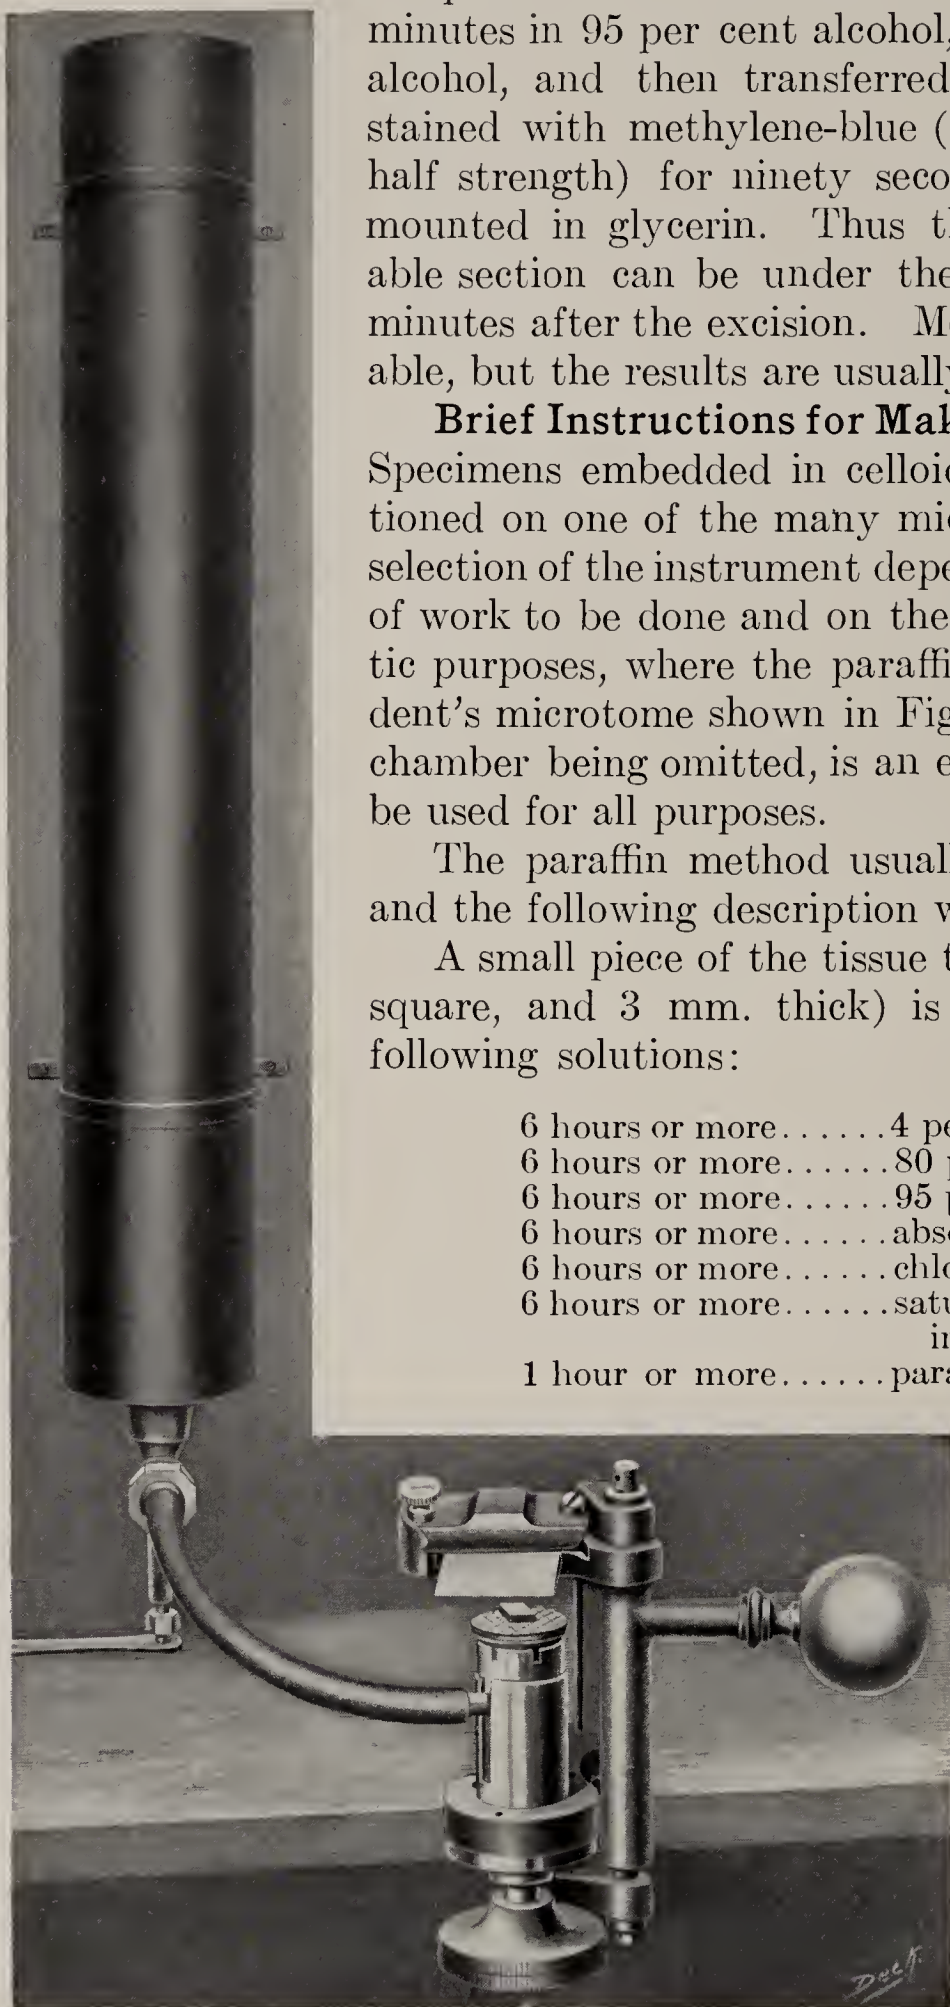 minutes in 95 per cent alcohol,
alcohol, and then transferred
stained with methylene-blue (
half strength) for ninety seco
mounted in glycerin. Thus t
able section can be under the
minutes after the excision. M
able, but the results are usually
Brief Instructions for Mak
Specimens embedded in celloid
tioned on one of the many mic
selection of the instrument depe
of work to be done and on the
tic purposes, where the paraffi
dent's microtome shown in Fig
chamber being omitted, is an e
be used for all purposes.
The paraffin method usuall
and the following description w
A small piece of the tissue t
square, and 3 mm. thick) is
following solutions:
6 hours or more......4 pe
6 hours or more......80 p
6 hours or more......95 p
6 hours or more......abso
6 hours or more......chlo
6 hours or more......satu
in
1 hour or more......para